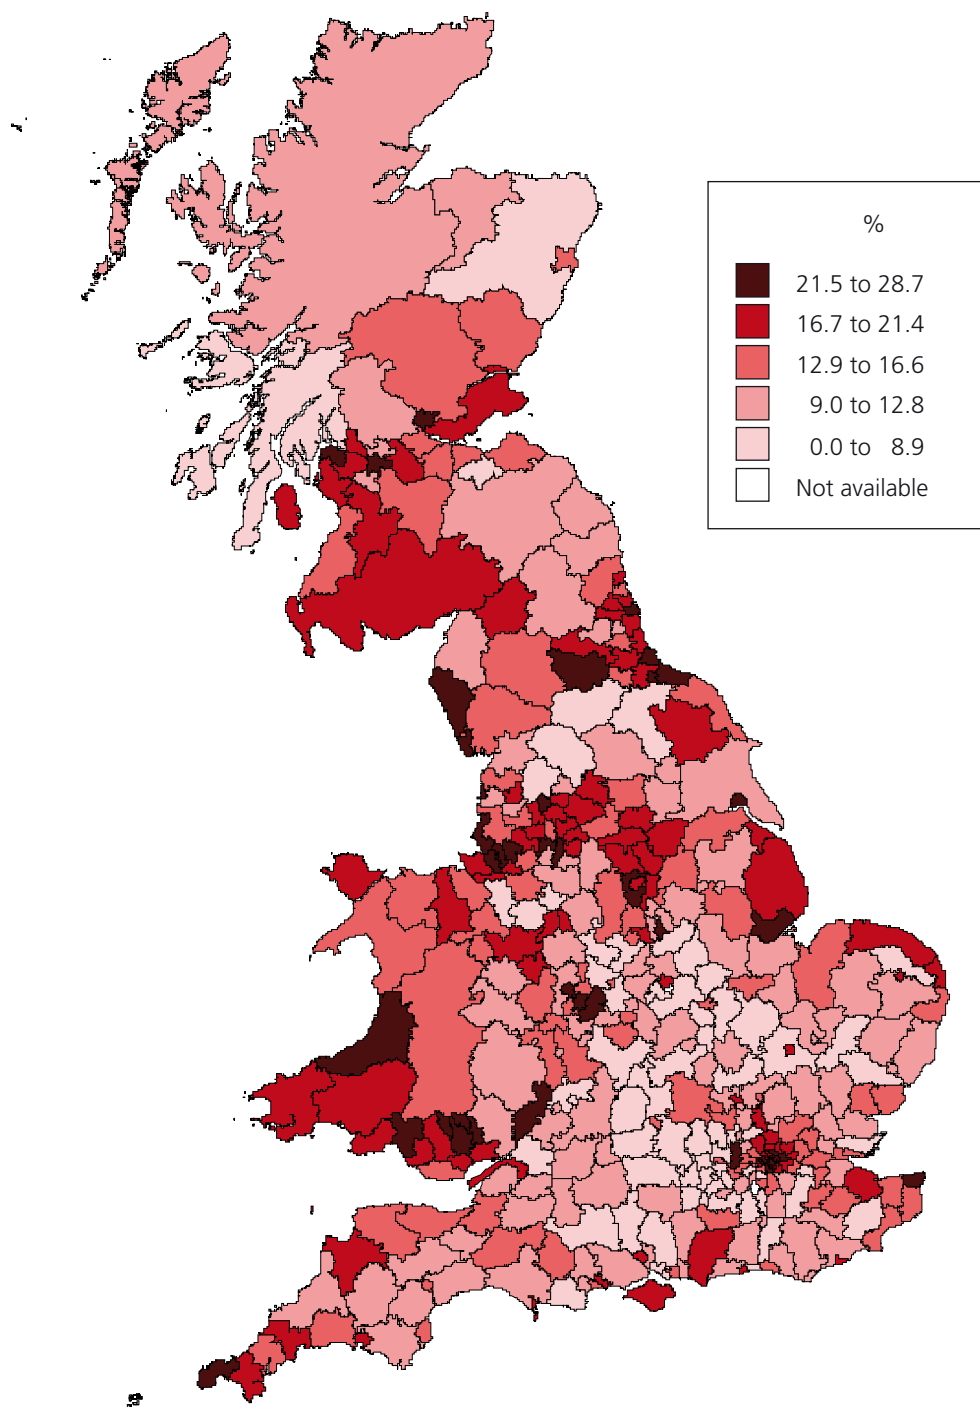 %
21.5 to 28.7
16.7 to 21.4
12.9 to 16.6
9.0 to 12.8
0.0 to 8.9
Not available